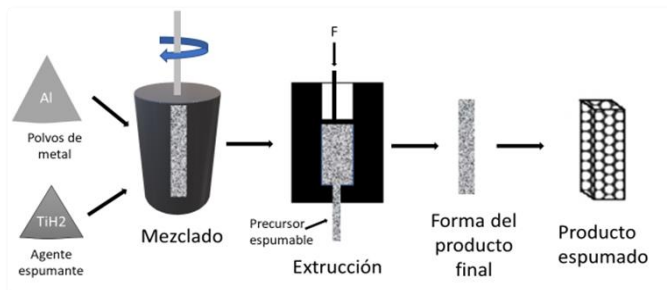 Al
Polvos de
metal
TiH2
Agente
espumante
Mezclado
F
Precursor
espumable
Extrucción
Forma del
producto
final
Producto
espumado